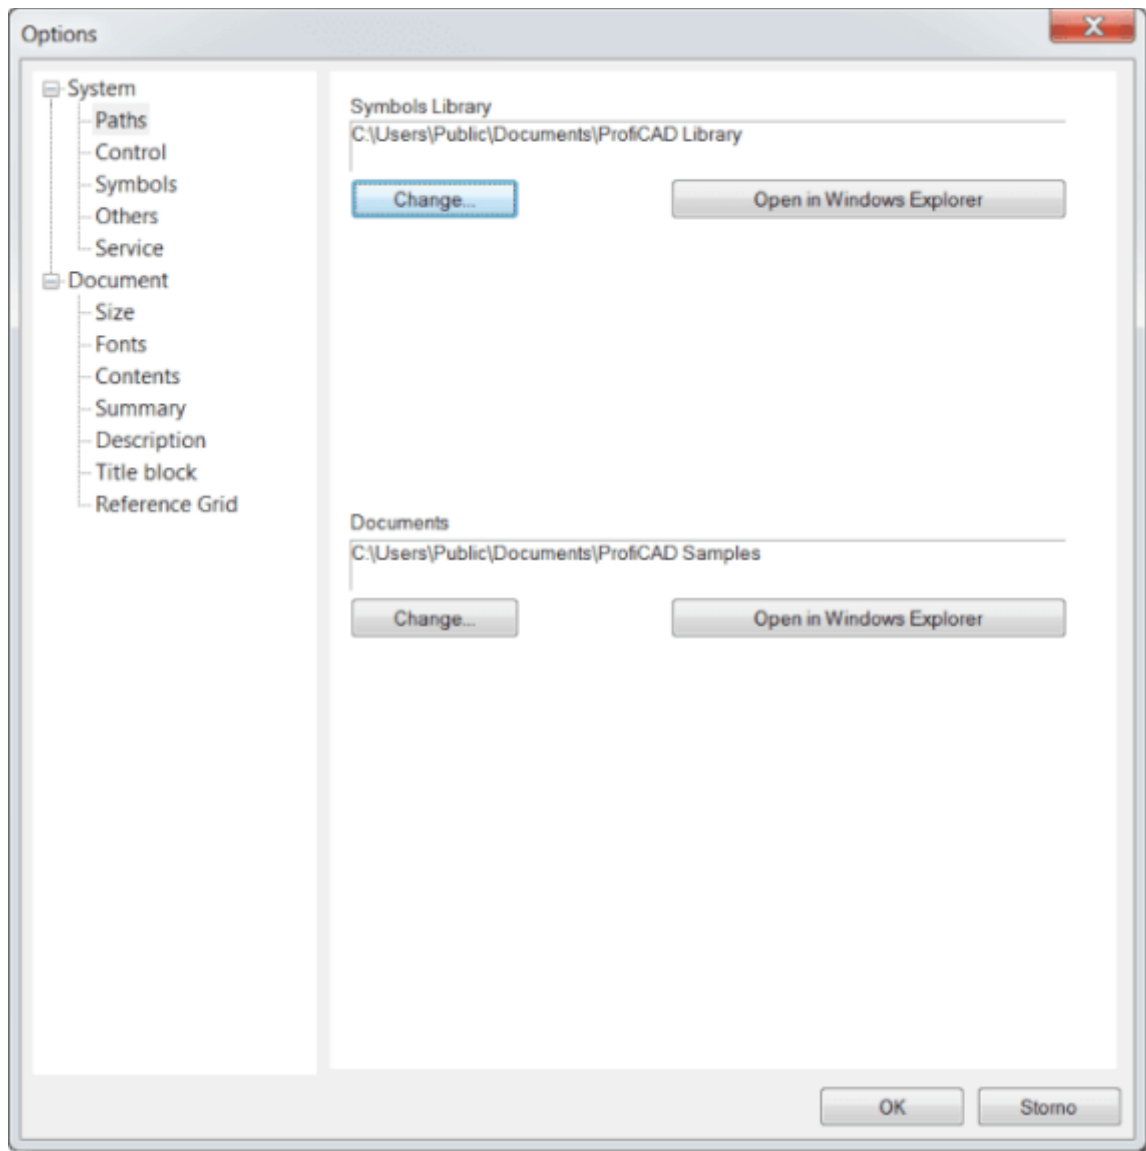 Options
System
Paths
Control
Symbols
Others
Service
Document
Size
Fonts
Contents
Summary
Description
Title block
Reference Grid
Symbols Library
C:\Users\Public\Documents\ProfiCAD Library
Change...
Open in Windows Explorer
Documents
C:\Users\Public\Documents\ProfiCAD Samples
Change...
Open in Windows Explorer
OK
Storno